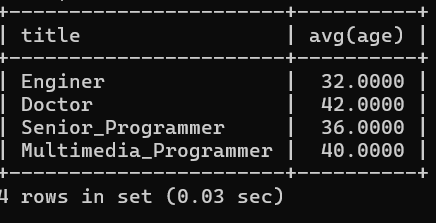 +----------------------+----------+
| title                | avg(age) |
+----------------------+----------+
| Enginer              |  32.0000 |
| Doctor               |  42.0000 |
| Senior_Programmer    |  36.0000 |
| Multimedia_Programmer |  40.0000 |
+----------------------+----------+
4 rows in set (0.03 sec)